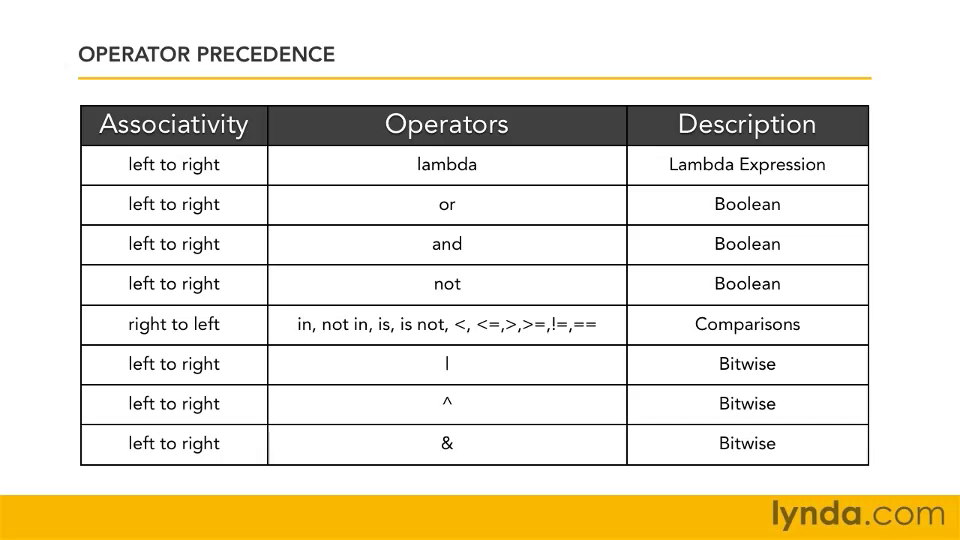 OPERATOR PRECEDENCE
Associativity Operators Description
left to right lambda Lambda Expression
left to right or Boolean
left to right and Boolean
left to right not Boolean
right to left in, not in, is, is not, <, <=,>,>=,!=,== Comparisons
left to right | Bitwise
left to right ^ Bitwise
left to right & Bitwise
lynda.com